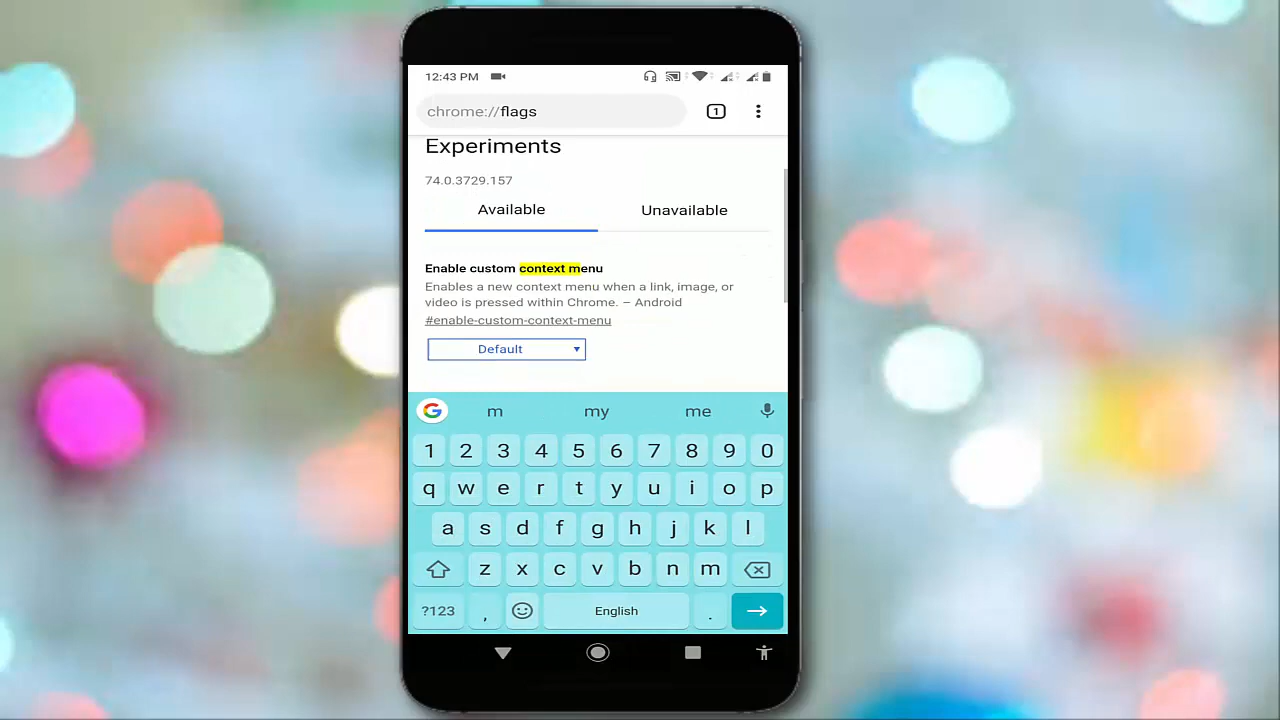 12:43 PM
chrome://flags
1
Experiments
74.0.3729.157
Available
Unavailable
Enable custom context menu
Enables a new context menu when a link, image, or
video is pressed within Chrome. – Android
#enable-custom-context-menu
Default
m my me
1 2 3 4 5 6 7 8 9 0
q w e r t y u i o p
a s d f g h j k l
z x c v b n m
?123 , English .